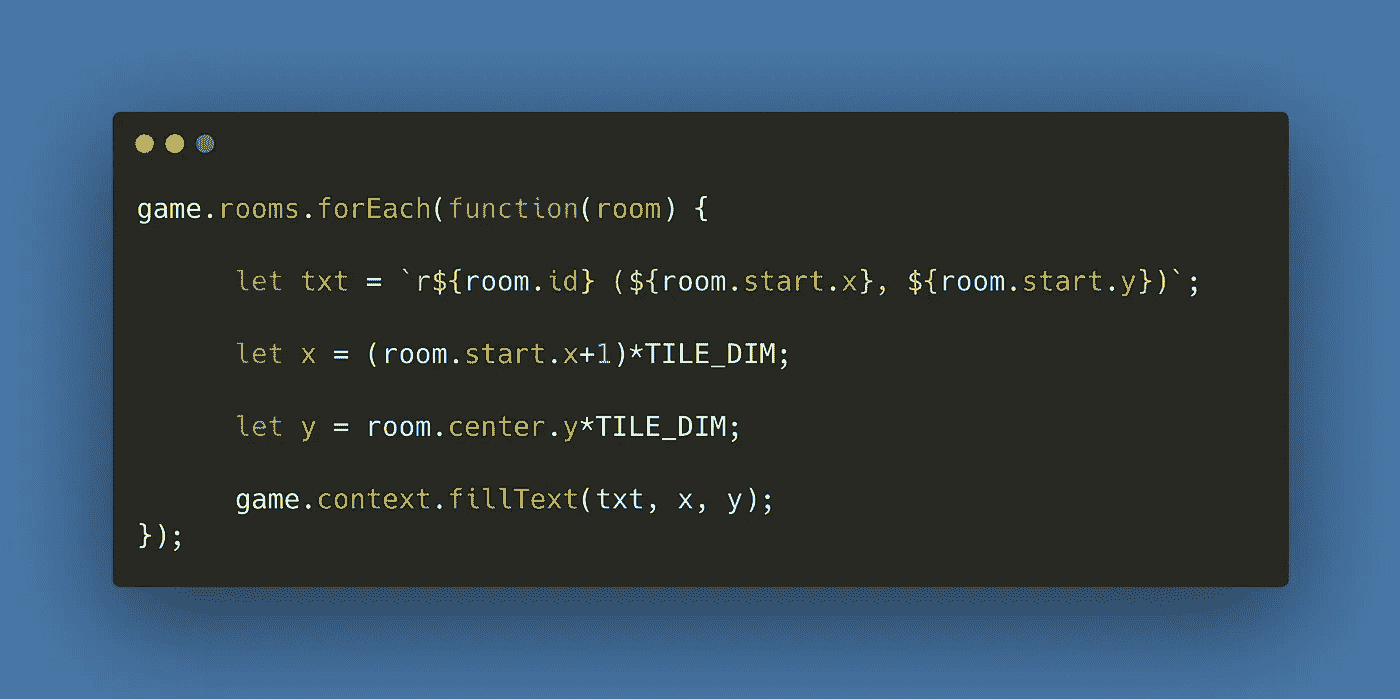 game.rooms.forEach(function(room) {
let txt = `r${room.id} (${room.start.x}, ${room.start.y})`;
let x = (room.start.x+1)*TILE_DIM;
let y = room.center.y*TILE_DIM;
game.context.fillText(txt, x, y);
});